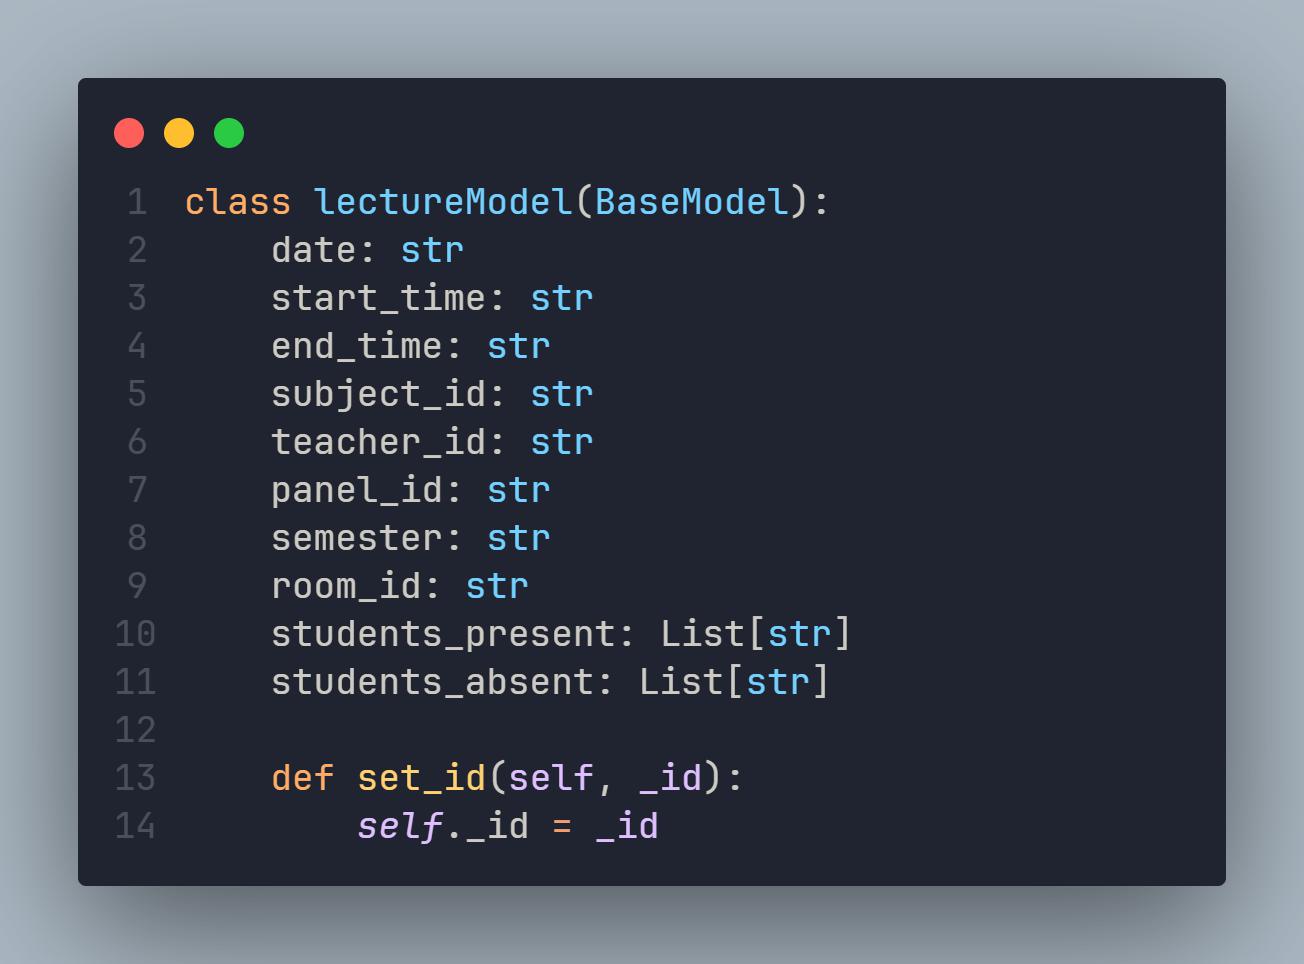 1 class lectureModel(BaseModel):
2     date: str
3     start_time: str
4     end_time: str
5     subject_id: str
6     teacher_id: str
7     panel_id: str
8     semester: str
9     room_id: str
10     students_present: List[str]
11     students_absent: List[str]
12
13     def set_id(self, _id):
14         self._id = _id